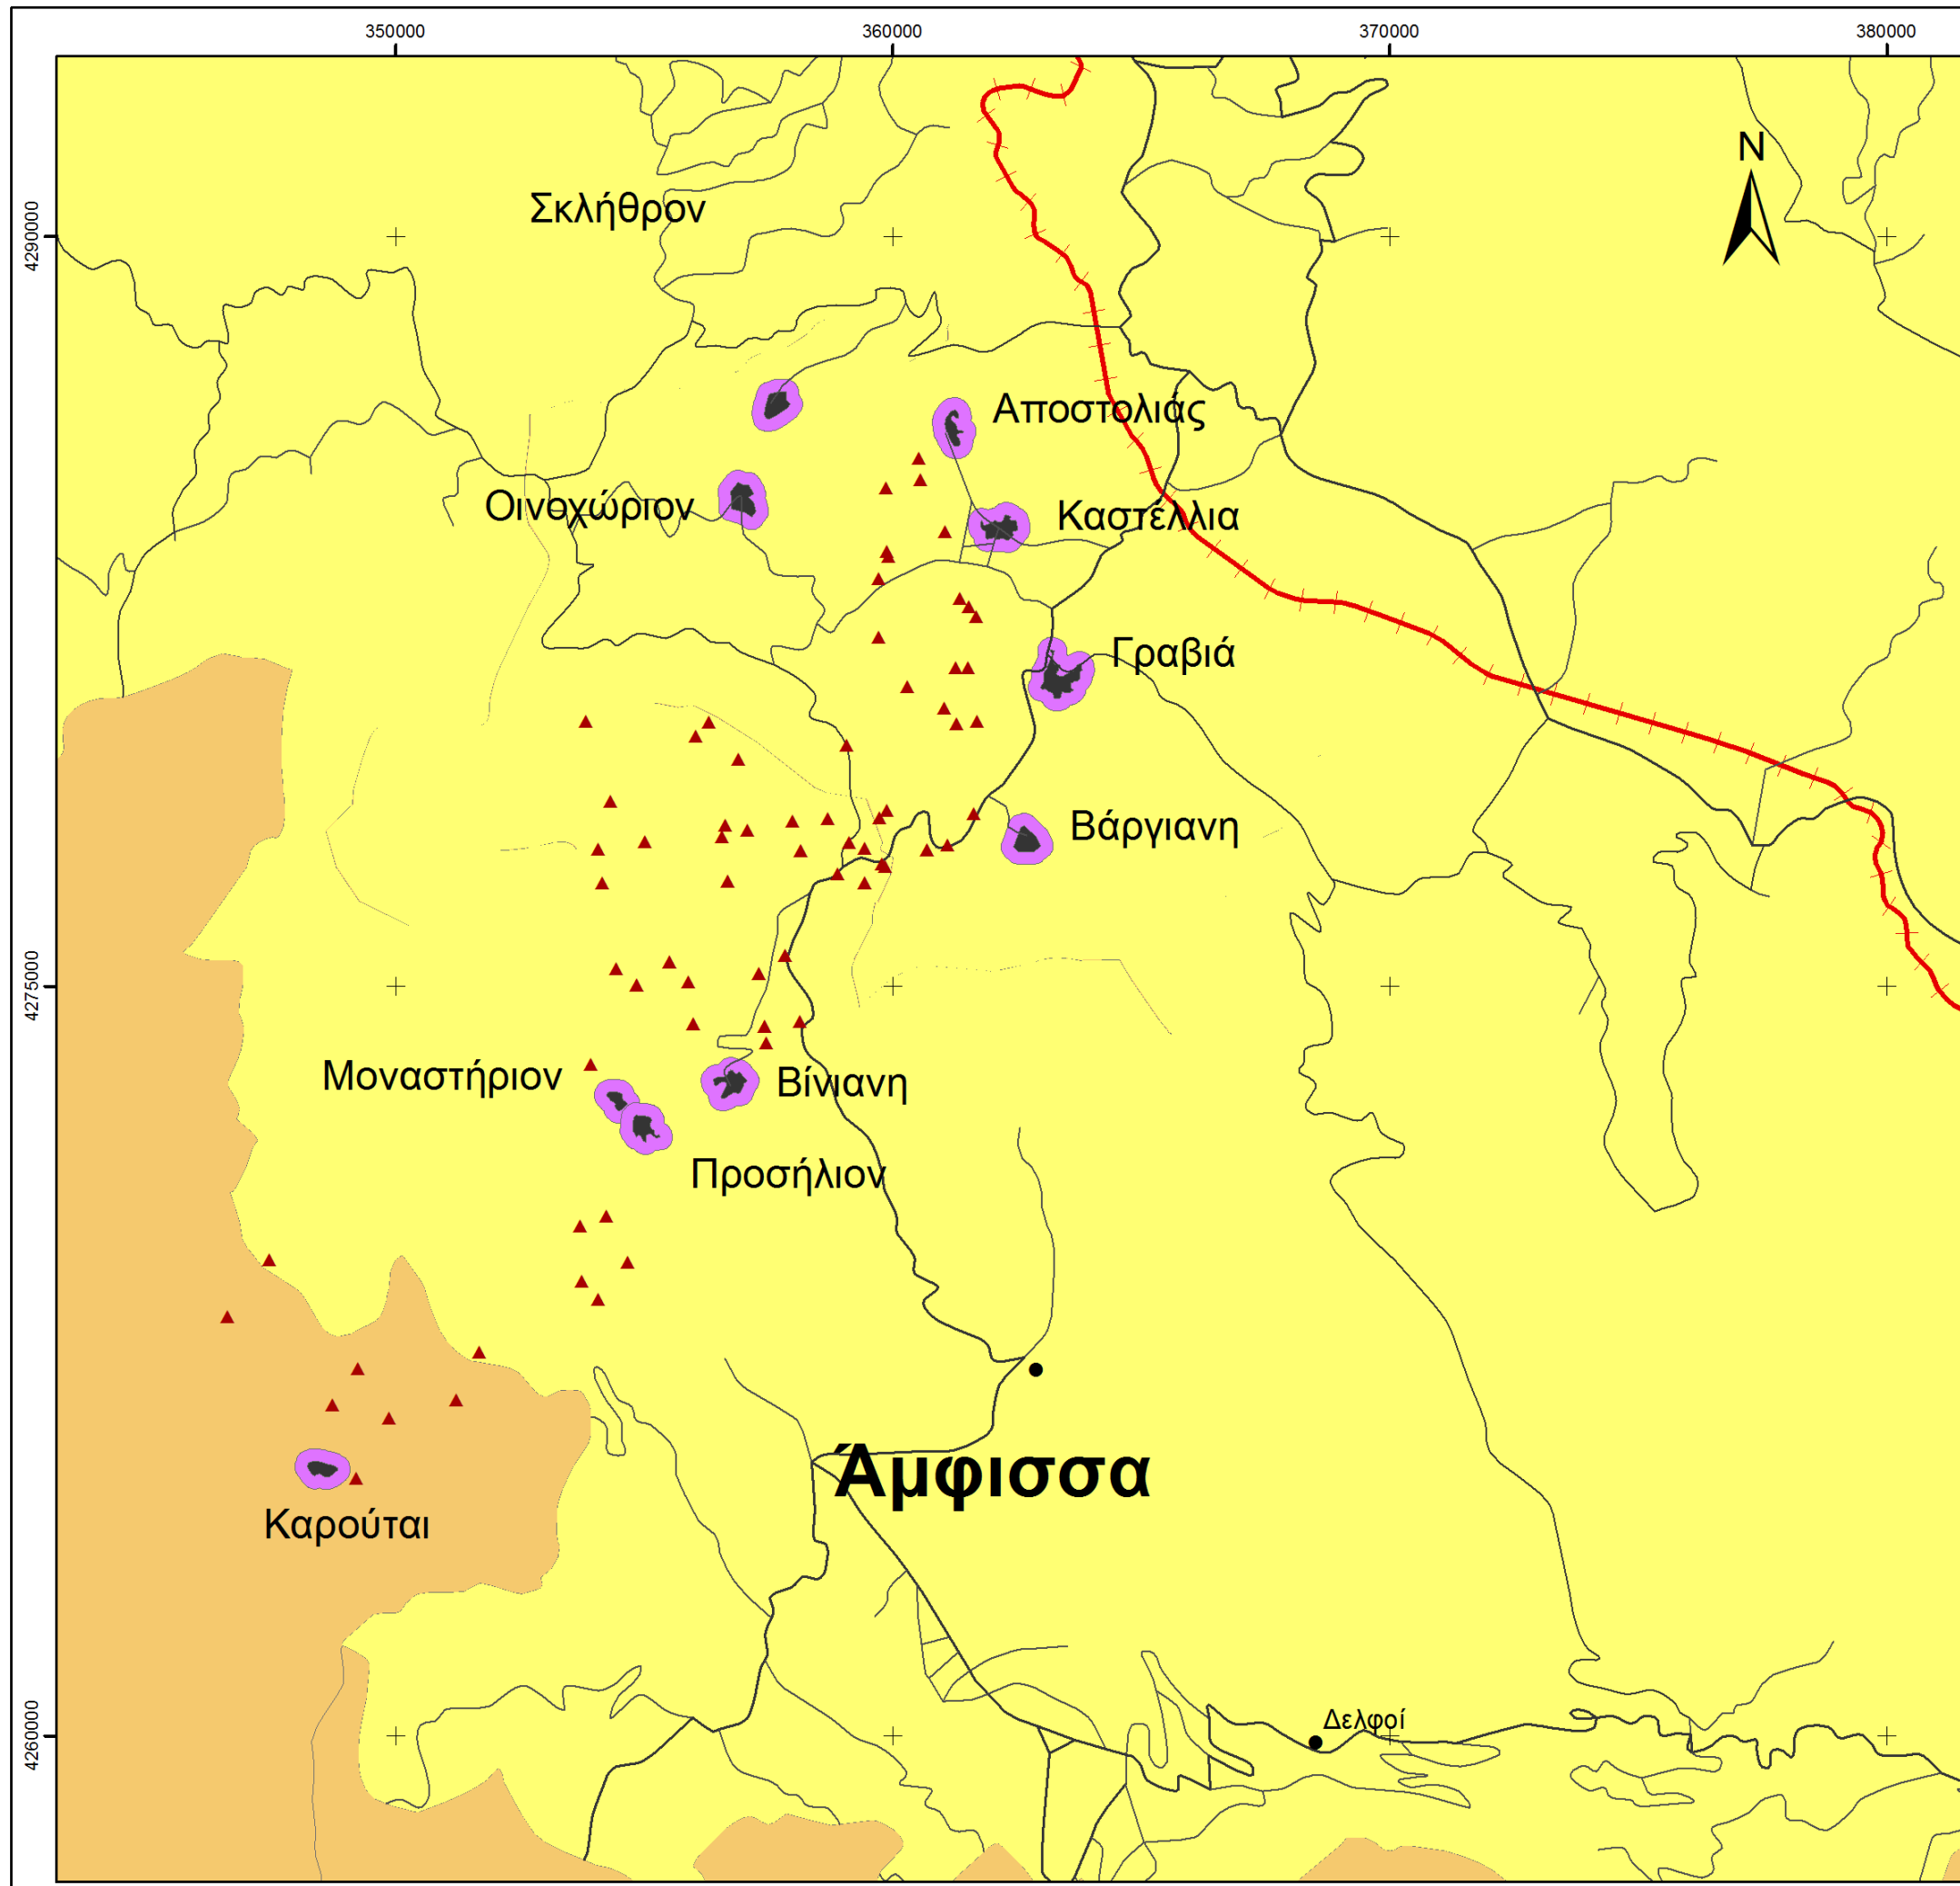 350000
360000
370000
380000
N
4290000
Σκλήθρον
Αποστολιάς
Οινοχώριον
Καστέλλια
Γραβιά
Βάργιανη
4275000
Μοναστήριον
Βίνιανη
Προσήλιον
Άμφισσα
Καρούται
Δελφοί
4260000